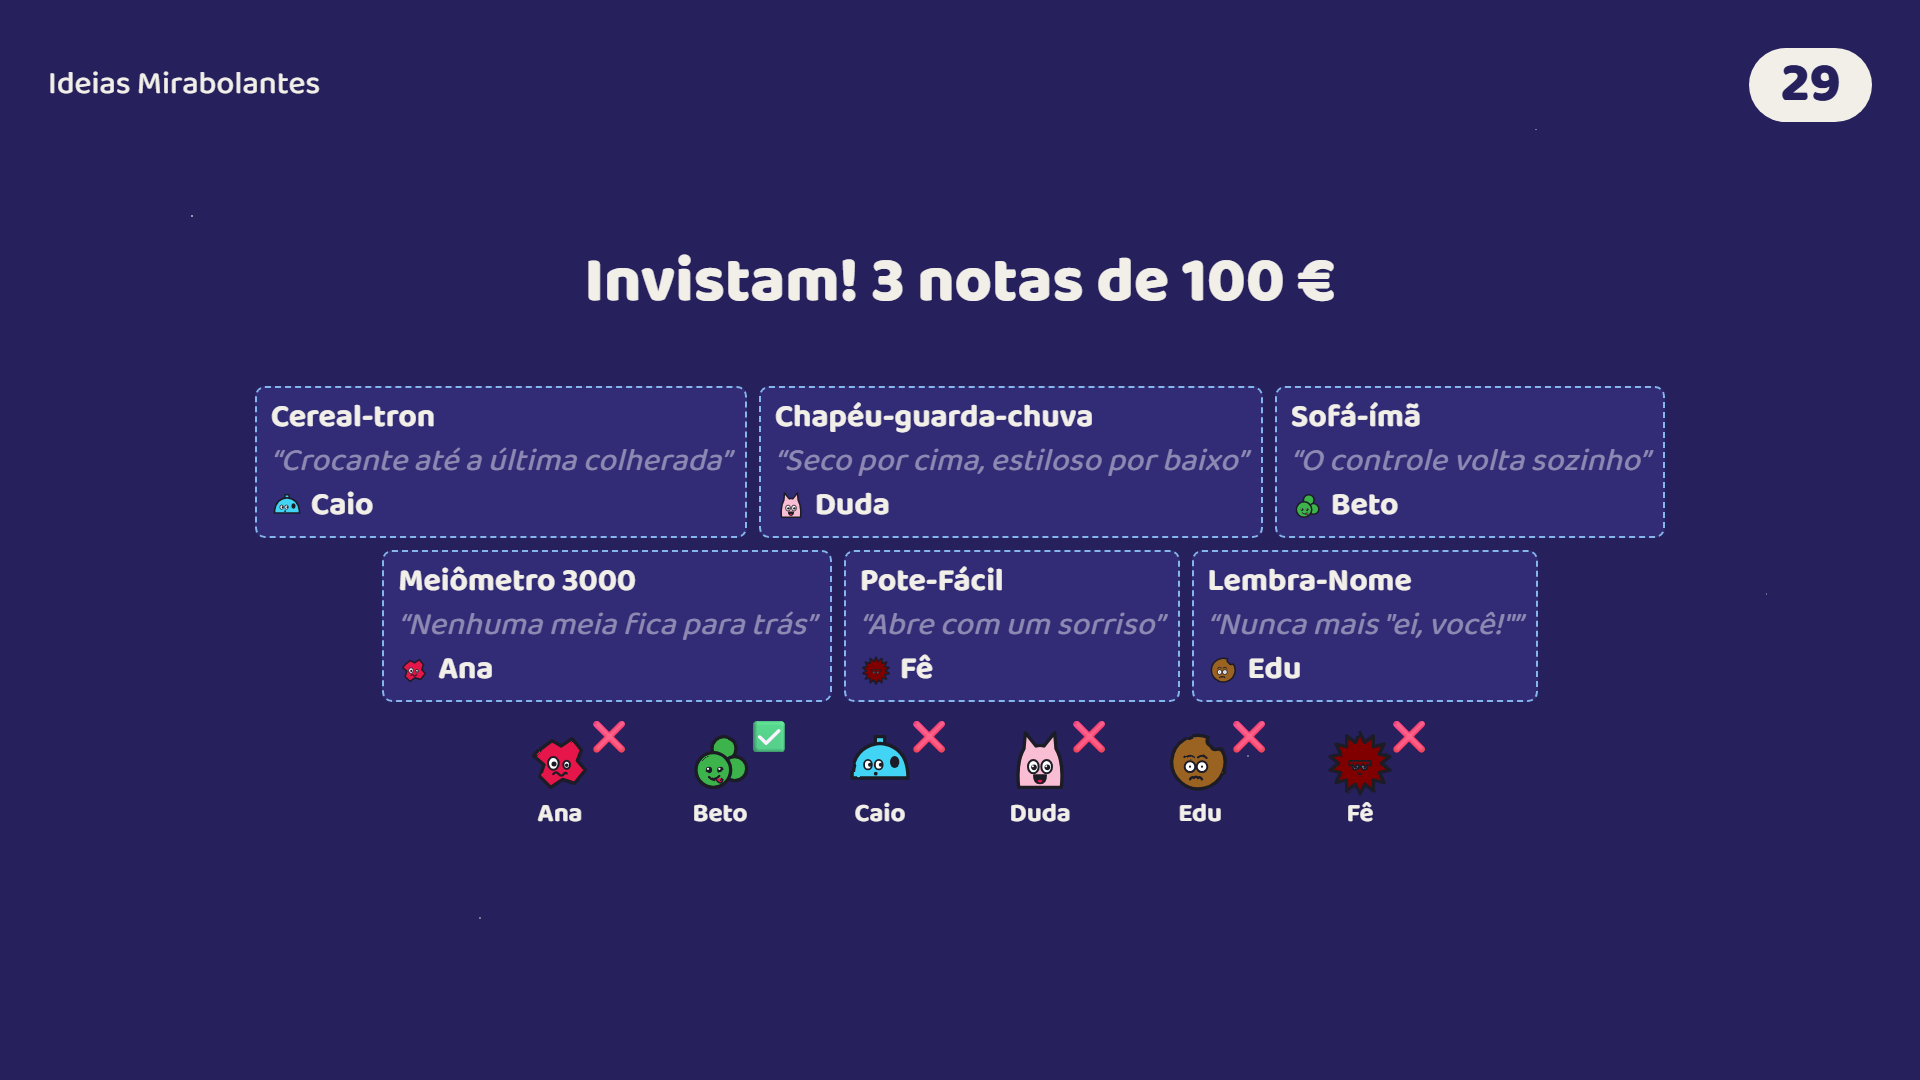 Ideias Mirabolantes
29
Invistam! 3 notas de 100 €
Cereal-tron
“Crocante até a última colherada”
Caio
Chapéu-guarda-chuva
“Seco por cima, estiloso por baixo”
Duda
Sofá-ímã
“O controle volta sozinho”
Beto
Meiômetro 3000
“Nenhuma meia fica para trás”
Ana
Pote-Fácil
“Abre com um sorriso”
Fê
Lembra-Nome
“Nunca mais "ei, você!"”
Edu
Ana
Beto
Caio
Duda
Edu
Fê